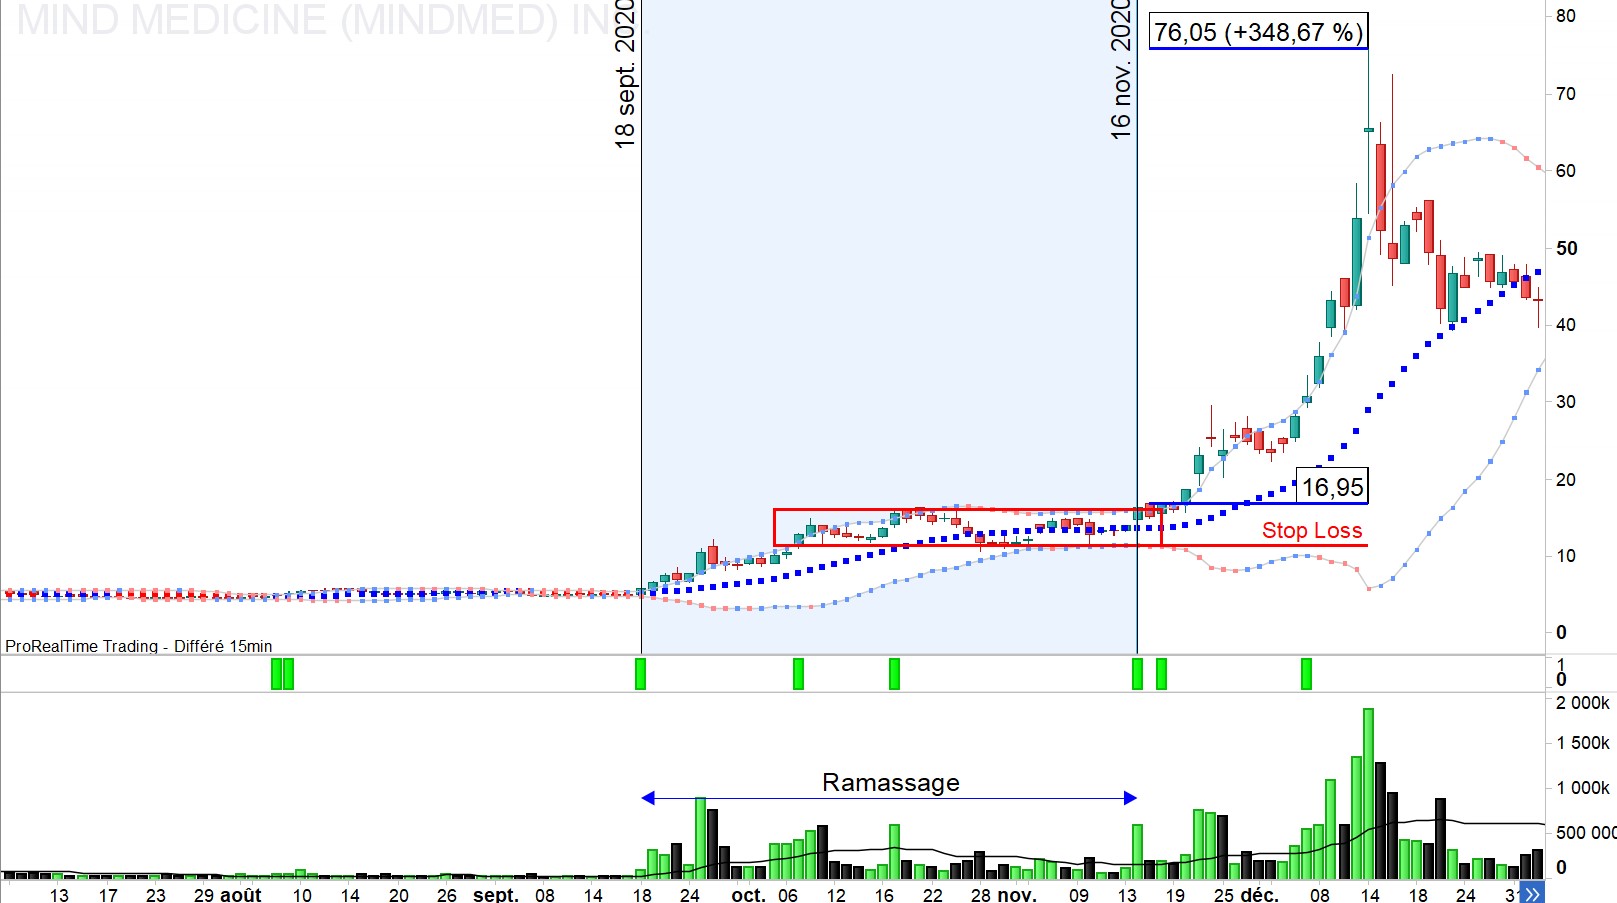 MIND MEDICINE (MINDMED) IN
18 sept. 2020
16 nov. 2020
76,05 (+348,67 %)
80
70
60
50
40
30
20
10
0
16,95
Stop Loss
ProRealTime Trading - Différé 15min
1
0
2 000k
1 500k
1 000k
500 000
0
Ramassage
13 17 23 29 août 10 14 20 26 sept. 08 14 18 24 oct. 06 12 16 22 28 nov. 09 13 19 25 déc. 08 14 18 24